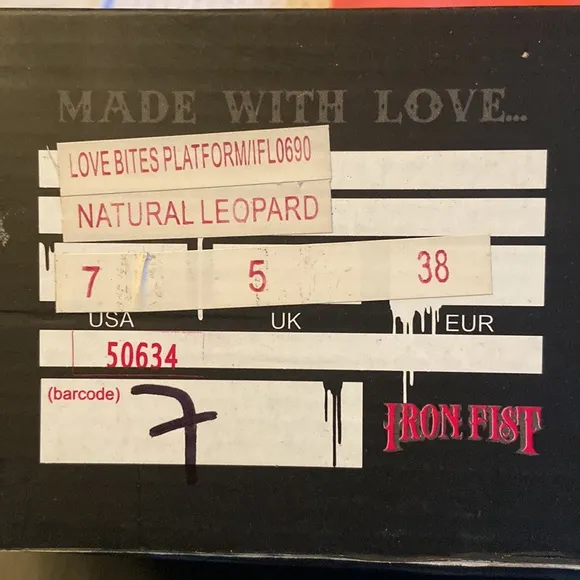 MADE WITH LOVE...
LOVE BITES PLATFORM/IFL0690
NATURAL LEOPARD
7 5 38
USA UK EUR
50634
(barcode) 7
IRON FIST